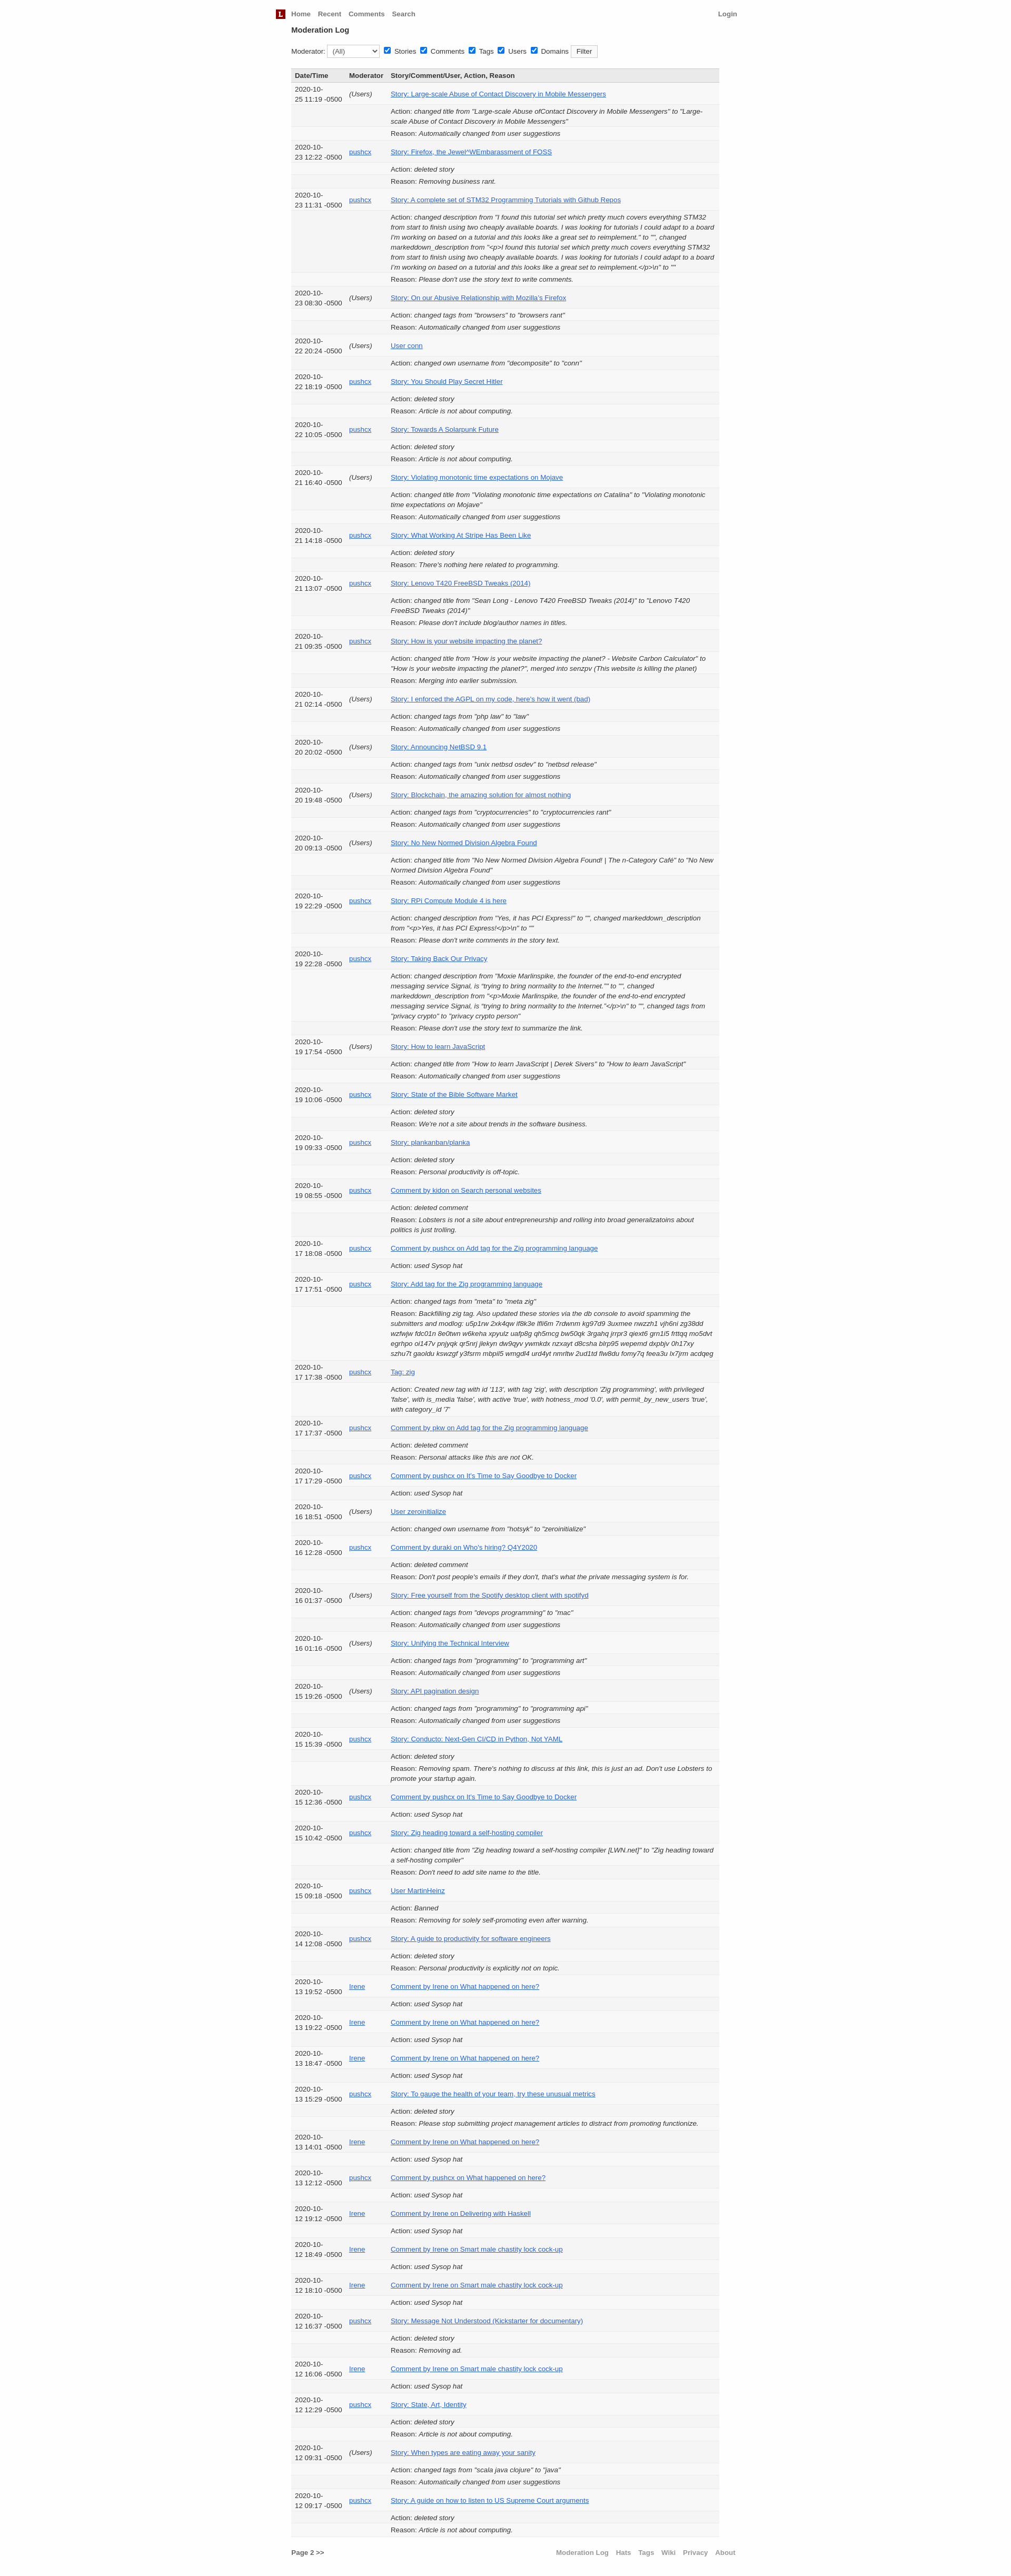 L Home Recent Comments Search Login
Moderation Log
Moderator: (All) Stories Comments Tags Users Domains Filter
Date/Time Moderator Story/Comment/User, Action, Reason
2020-10-
25 11:19 -0500 (Users) Story: Large-scale Abuse of Contact Discovery in Mobile Messengers
Action: changed title from "Large-scale Abuse ofContact Discovery in Mobile Messengers" to "Large-
scale Abuse of Contact Discovery in Mobile Messengers"
Reason: Automatically changed from user suggestions
2020-10-
23 12:22 -0500 pushcx Story: Firefox, the Jewel^WEmbarassment of FOSS
Action: deleted story
Reason: Removing business rant.
2020-10-
23 11:31 -0500 pushcx Story: A complete set of STM32 Programming Tutorials with Github Repos
Action: changed description from "I found this tutorial set which pretty much covers everything STM32
from start to finish using two cheaply available boards. I was looking for tutorials I could adapt to a board
I'm working on based on a tutorial and this looks like a great set to reimplement." to "", changed
markeddown_description from "<p>I found this tutorial set which pretty much covers everything STM32
from start to finish using two cheaply available boards. I was looking for tutorials I could adapt to a board
I'm working on based on a tutorial and this looks like a great set to reimplement.</p>\n" to ""
Reason: Please don't use the story text to write comments.
2020-10-
23 08:30 -0500 (Users) Story: On our Abusive Relationship with Mozilla's Firefox
Action: changed tags from "browsers" to "browsers rant"
Reason: Automatically changed from user suggestions
2020-10-
22 20:24 -0500 (Users) User conn
Action: changed own username from "decomposite" to "conn"
2020-10-
22 18:19 -0500 pushcx Story: You Should Play Secret Hitler
Action: deleted story
Reason: Article is not about computing.
2020-10-
22 10:05 -0500 pushcx Story: Towards A Solarpunk Future
Action: deleted story
Reason: Article is not about computing.
2020-10-
21 16:40 -0500 (Users) Story: Violating monotonic time expectations on Mojave
Action: changed title from "Violating monotonic time expectations on Catalina" to "Violating monotonic
time expectations on Mojave"
Reason: Automatically changed from user suggestions
2020-10-
21 14:18 -0500 pushcx Story: What Working At Stripe Has Been Like
Action: deleted story
Reason: There's nothing here related to programming.
2020-10-
21 13:07 -0500 pushcx Story: Lenovo T420 FreeBSD Tweaks (2014)
Action: changed title from "Sean Long - Lenovo T420 FreeBSD Tweaks (2014)" to "Lenovo T420
FreeBSD Tweaks (2014)"
Reason: Please don't include blog/author names in titles.
2020-10-
21 09:35 -0500 pushcx Story: How is your website impacting the planet?
Action: changed title from "How is your website impacting the planet? - Website Carbon Calculator" to
"How is your website impacting the planet?", merged into senzpv (This website is killing the planet)
Reason: Merging into earlier submission.
2020-10-
21 02:14 -0500 (Users) Story: I enforced the AGPL on my code, here's how it went (bad)
Action: changed tags from "php law" to "law"
Reason: Automatically changed from user suggestions
2020-10-
20 20:02 -0500 (Users) Story: Announcing NetBSD 9.1
Action: changed tags from "unix netbsd osdev" to "netbsd release"
Reason: Automatically changed from user suggestions
2020-10-
20 19:48 -0500 (Users) Story: Blockchain, the amazing solution for almost nothing
Action: changed tags from "cryptocurrencies" to "cryptocurrencies rant"
Reason: Automatically changed from user suggestions
2020-10-
20 09:13 -0500 (Users) Story: No New Normed Division Algebra Found
Action: changed title from "No New Normed Division Algebra Found! | The n-Category Café" to "No New
Normed Division Algebra Found"
Reason: Automatically changed from user suggestions
2020-10-
19 22:29 -0500 pushcx Story: RPi Compute Module 4 is here
Action: changed description from "Yes, it has PCI Express!" to "", changed markeddown_description
from "<p>Yes, it has PCI Express!</p>\n" to ""
Reason: Please don't write comments in the story text.
2020-10-
19 22:28 -0500 pushcx Story: Taking Back Our Privacy
Action: changed description from "Moxie Marlinspike, the founder of the end-to-end encrypted
messaging service Signal, is "trying to bring normality to the Internet."" to "", changed
markeddown_description from "<p>Moxie Marlinspike, the founder of the end-to-end encrypted
messaging service Signal, is "trying to bring normality to the Internet."</p>\n" to "", changed tags from
"privacy crypto" to "privacy crypto person"
Reason: Please don't use the story text to summarize the link.
2020-10-
19 17:54 -0500 (Users) Story: How to learn JavaScript
Action: changed title from "How to learn JavaScript | Derek Sivers" to "How to learn JavaScript"
Reason: Automatically changed from user suggestions
2020-10-
19 10:06 -0500 pushcx Story: State of the Bible Software Market
Action: deleted story
Reason: We're not a site about trends in the software business.
2020-10-
19 09:33 -0500 pushcx Story: plankanban/planka
Action: deleted story
Reason: Personal productivity is off-topic.
2020-10-
19 08:55 -0500 pushcx Comment by kidon on Search personal websites
Action: deleted comment
Reason: Lobsters is not a site about entrepreneurship and rolling into broad generalizatoins about
politics is just trolling.
2020-10-
17 18:08 -0500 pushcx Comment by pushcx on Add tag for the Zig programming language
Action: used Sysop hat
2020-10-
17 17:51 -0500 pushcx Story: Add tag for the Zig programming language
Action: changed tags from "meta" to "meta zig"
Reason: Backfilling zig tag. Also updated these stories via the db console to avoid spamming the
submitters and modlog: u5p1rw 2xk4qw if8k3e lfli6m 7rdwnm kg97d9 3uxmee nwzzh1 vjh6ni zg38dd
wzfwjw fdc01n 8e0twn w6keha xpyulz uafp8g qh5mcg bw50qk 3rgahq jrrpr3 qiext6 grn1i5 frttqq mo5dvt
egrhpo oi147v pnjyqk qr5nrj jlekyn dw9qyv ywmkdx nzxayt d8csha blrp95 wepemd dxpbjv 0h17xy
szhu7t gaoldu kswzgf y3fsrm mbpil5 wmgdl4 urd4yt nmritw 2ud1td fiw8du fomy7q feea3u lx7jrm acdqeg
2020-10-
17 17:38 -0500 pushcx Tag: zig
Action: Created new tag with id '113', with tag 'zig', with description 'Zig programming', with privileged
'false', with is_media 'false', with active 'true', with hotness_mod '0.0', with permit_by_new_users 'true',
with category_id '7'
2020-10-
17 17:37 -0500 pushcx Comment by pkw on Add tag for the Zig programming language
Action: deleted comment
Reason: Personal attacks like this are not OK.
2020-10-
17 17:29 -0500 pushcx Comment by pushcx on It's Time to Say Goodbye to Docker
Action: used Sysop hat
2020-10-
16 18:51 -0500 (Users) User zeroinitialize
Action: changed own username from "hotsyk" to "zeroinitialize"
2020-10-
16 12:28 -0500 pushcx Comment by duraki on Who's hiring? Q4Y2020
Action: deleted comment
Reason: Don't post people's emails if they don't, that's what the private messaging system is for.
2020-10-
16 01:37 -0500 (Users) Story: Free yourself from the Spotify desktop client with spotifyd
Action: changed tags from "devops programming" to "mac"
Reason: Automatically changed from user suggestions
2020-10-
16 01:16 -0500 (Users) Story: Unifying the Technical Interview
Action: changed tags from "programming" to "programming art"
Reason: Automatically changed from user suggestions
2020-10-
15 19:26 -0500 (Users) Story: API pagination design
Action: changed tags from "programming" to "programming api"
Reason: Automatically changed from user suggestions
2020-10-
15 15:39 -0500 pushcx Story: Conducto: Next-Gen CI/CD in Python, Not YAML
Action: deleted story
Reason: Removing spam. There's nothing to discuss at this link, this is just an ad. Don't use Lobsters to
promote your startup again.
2020-10-
15 12:36 -0500 pushcx Comment by pushcx on It's Time to Say Goodbye to Docker
Action: used Sysop hat
2020-10-
15 10:42 -0500 pushcx Story: Zig heading toward a self-hosting compiler
Action: changed title from "Zig heading toward a self-hosting compiler [LWN.net]" to "Zig heading toward
a self-hosting compiler"
Reason: Don't need to add site name to the title.
2020-10-
15 09:18 -0500 pushcx User MartinHeinz
Action: Banned
Reason: Removing for solely self-promoting even after warning.
2020-10-
14 12:08 -0500 pushcx Story: A guide to productivity for software engineers
Action: deleted story
Reason: Personal productivity is explicitly not on topic.
2020-10-
13 19:52 -0500 Irene Comment by Irene on What happened on here?
Action: used Sysop hat
2020-10-
13 19:22 -0500 Irene Comment by Irene on What happened on here?
Action: used Sysop hat
2020-10-
13 18:47 -0500 Irene Comment by Irene on What happened on here?
Action: used Sysop hat
2020-10-
13 15:29 -0500 pushcx Story: To gauge the health of your team, try these unusual metrics
Action: deleted story
Reason: Please stop submitting project management articles to distract from promoting functionize.
2020-10-
13 14:01 -0500 Irene Comment by Irene on What happened on here?
Action: used Sysop hat
2020-10-
13 12:12 -0500 pushcx Comment by pushcx on What happened on here?
Action: used Sysop hat
2020-10-
12 19:12 -0500 Irene Comment by Irene on Delivering with Haskell
Action: used Sysop hat
2020-10-
12 18:49 -0500 Irene Comment by Irene on Smart male chastity lock cock-up
Action: used Sysop hat
2020-10-
12 18:10 -0500 Irene Comment by Irene on Smart male chastity lock cock-up
Action: used Sysop hat
2020-10-
12 16:37 -0500 pushcx Story: Message Not Understood (Kickstarter for documentary)
Action: deleted story
Reason: Removing ad.
2020-10-
12 16:06 -0500 Irene Comment by Irene on Smart male chastity lock cock-up
Action: used Sysop hat
2020-10-
12 12:29 -0500 pushcx Story: State, Art, Identity
Action: deleted story
Reason: Article is not about computing.
2020-10-
12 09:31 -0500 (Users) Story: When types are eating away your sanity
Action: changed tags from "scala java clojure" to "java"
Reason: Automatically changed from user suggestions
2020-10-
12 09:17 -0500 pushcx Story: A guide on how to listen to US Supreme Court arguments
Action: deleted story
Reason: Article is not about computing.
Page 2 >> Moderation Log Hats Tags Wiki Privacy About